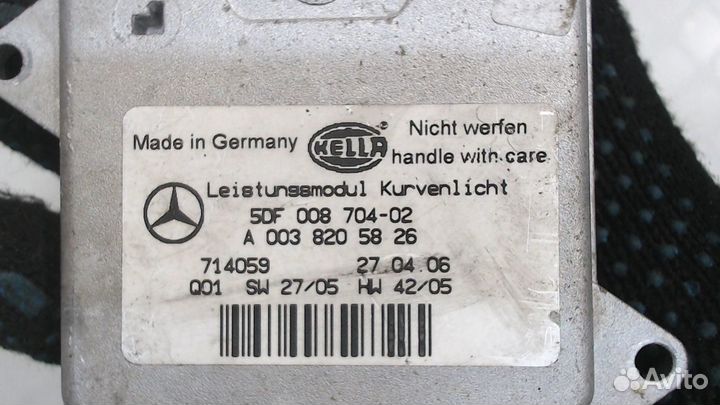 Made in Germany
HELLA
®
Nicht werfen
handle with care
Leistungsmodul Kurvenlicht
5DF 008 704-02
A 003 820 58 26
714059 27.04.06
Q01 SW 27/05 HW 42/05
Avito